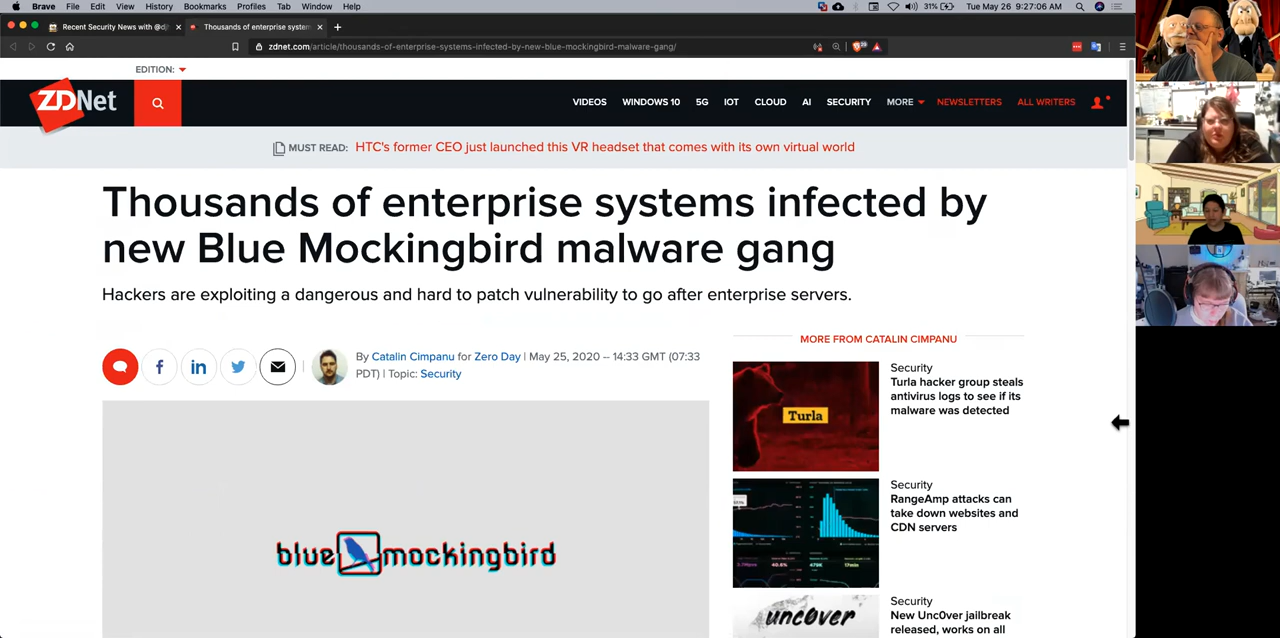 Brave File Edit View History Bookmarks Profiles Tab Window Help 31% Tue May 26 9:27:06 AM
Recent Security News with @dj Thousands of enterprise system
zdnet.com/article/thousands-of-enterprise-systems-infected-by-new-blue-mockingbird-malware-gang/
EDITION:
ZDNet VIDEOS WINDOWS 10 5G IOT CLOUD AI SECURITY MORE NEWSLETTERS ALL WRITERS
MUST READ: HTC's former CEO just launched this VR headset that comes with its own virtual world
Thousands of enterprise systems infected by
new Blue Mockingbird malware gang
Hackers are exploiting a dangerous and hard to patch vulnerability to go after enterprise servers.
By Catalin Cimpanu for Zero Day | May 25, 2020 -- 14:33 GMT (07:33
PDT) | Topic: Security
blue mockingbird
MORE FROM CATALIN CIMPANU
Turla
Security
Turla hacker group steals
antivirus logs to see if its
malware was detected
Security
RangeAmp attacks can
take down websites and
CDN servers
unc0ver
Security
New Unc0ver jailbreak
released, works on all